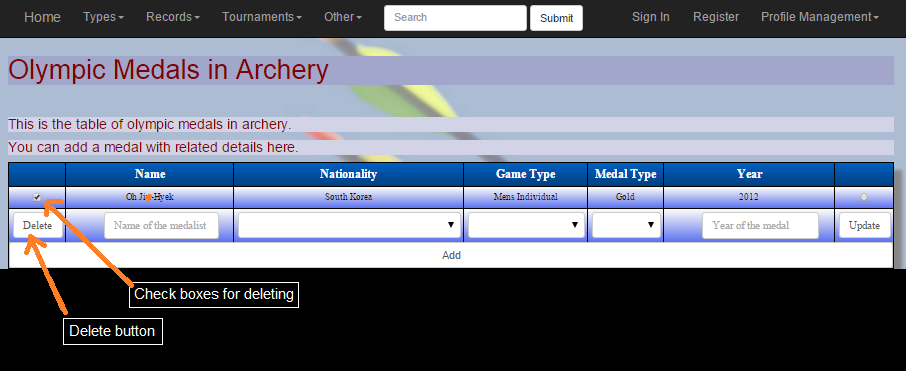 Home Types Records Tournaments Other Search Submit Sign In Register Profile Management
Olympic Medals in Archery
This is the table of olympic medals in archery.
You can add a medal with related details here.
Name Nationality Game Type Medal Type Year
Oh Jin-Hyek South Korea Mens Individual Gold 2012
Delete Name of the medalist Year of the medal Update
Add
Check boxes for deleting
Delete button